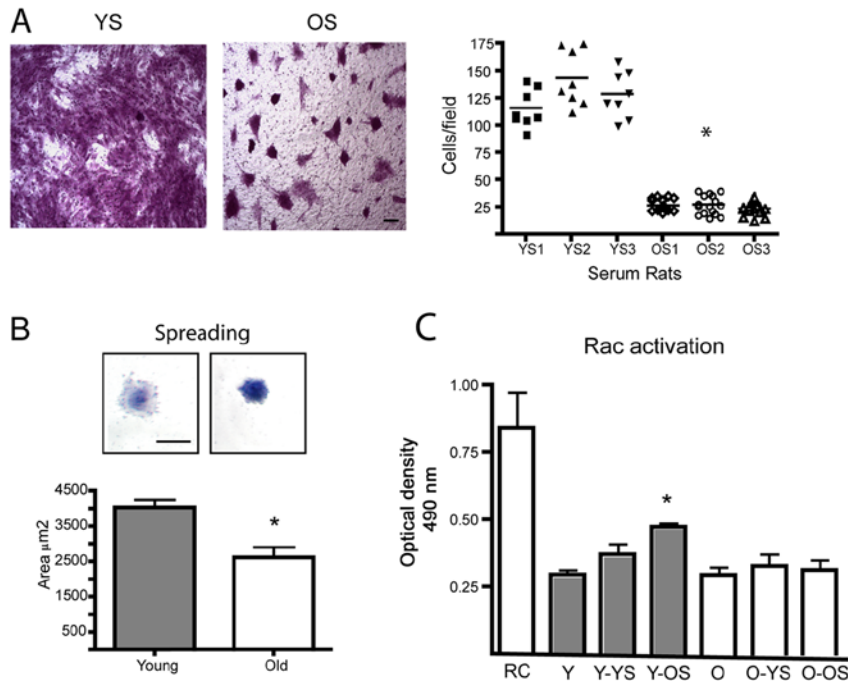 A
YS
OS
Cells/field
175
150
125
100
75
50
25
*
YS1 YS2 YS3 OS1 OS2 OS3
Serum Rats
B
Spreading
Area µm2
4500
3500
2500
1500
500
*
Young Old
C
Rac activation
Optical density
490 nm
1.00
0.75
0.50
0.25
*
RC Y Y-YS Y-OS O O-YS O-OS